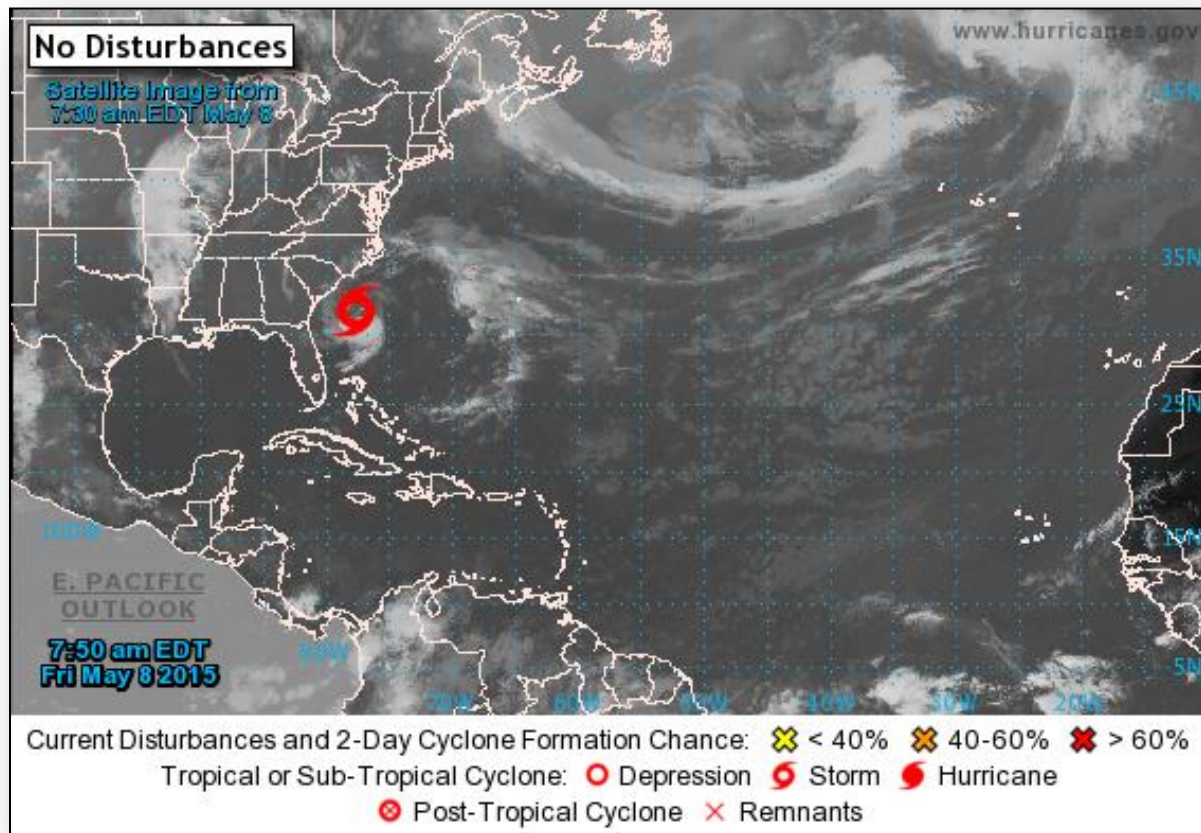 No Disturbances
www.hurricanes.gov
Satellite Image from
7:30 am EDT May 8
45N
35N
25N
100W
15N
E. PACIFIC
OUTLOOK
7:50 am EDT
Fri May 8 2015
80W
5N
70W 60W 50W 40W 30W 20W
Current Disturbances and 2-Day Cyclone Formation Chance: < 40% 40-60% > 60%
Tropical or Sub-Tropical Cyclone: Depression Storm Hurricane
Post-Tropical Cyclone Remnants